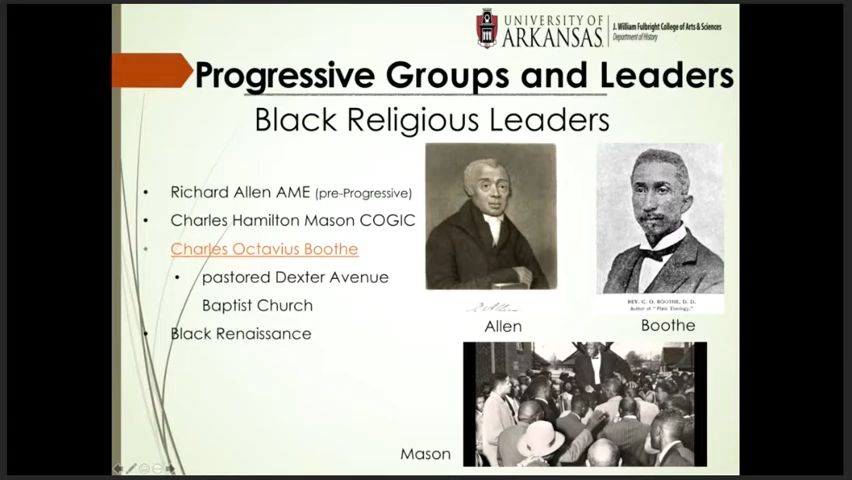 UNIVERSITY OF
ARKANSAS
J. William Fulbright College of Arts & Sciences
Department of History
Progressive Groups and Leaders
Black Religious Leaders
• Richard Allen AME (pre-Progressive)
• Charles Hamilton Mason COGIC
• Charles Octavius Boothe
• pastored Dexter Avenue
Baptist Church
• Black Renaissance
REV. C. O. BOOTHE, D. D.
Author of "Plain Theology,"
Allen
Boothe
Mason